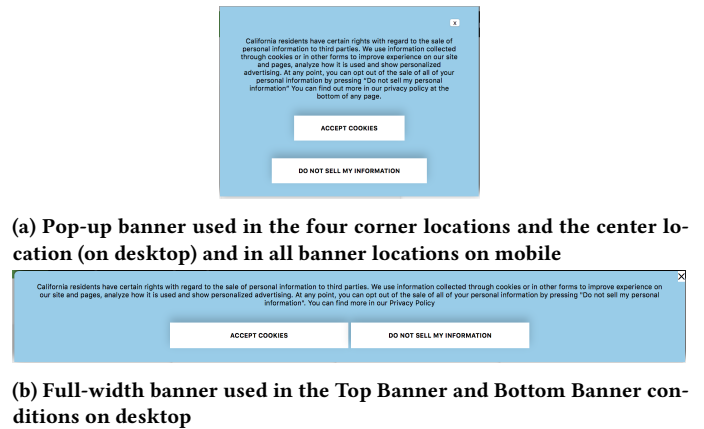 x
California residents have certain rights with regard to the sale of
personal information to third parties. We use information collected
through cookies or in other forms to improve experience on our site
and pages, analyze how it is used and show personalized
advertising. At any point, you can opt out of the sale of all of your
personal information by pressing "Do not sell my personal
information" You can find out more in our privacy policy at the
bottom of any page.
ACCEPT COOKIES
DO NOT SELL MY INFORMATION
(a) Pop-up banner used in the four corner locations and the center lo-
cation (on desktop) and in all banner locations on mobile
X
California residents have certain rights with regard to the sale of personal information to third parties. We use information collected through cookies or in other forms to improve experience on
our site and pages, analyze how it is used and show personalized advertising. At any point, you can opt out of the sale of all of your personal information by pressing "Do not sell my personal
information". You can find more in our Privacy Policy
ACCEPT COOKIES DO NOT SELL MY INFORMATION
(b) Full-width banner used in the Top Banner and Bottom Banner con-
ditions on desktop